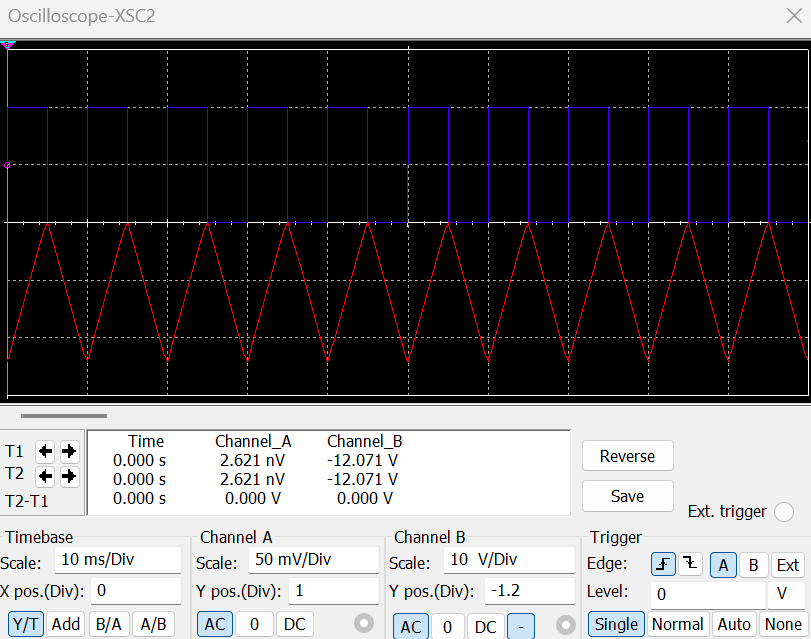 Oscilloscope-XSC2
Time Channel_A Channel_B
T1 0.000 s 2.621 nV -12.071 V
T2 0.000 s 2.621 nV -12.071 V
T2-T1 0.000 s 0.000 V 0.000 V
Reverse
Save
Ext. trigger
Timebase Channel A Channel B Trigger
Scale: 10 ms/Div Scale: 50 mV/Div Scale: 10 V/Div Edge: A B Ext
X pos.(Div): 0 Y pos.(Div): 1 Y pos.(Div): -1.2 Level: 0 V
Y/T Add B/A A/B AC 0 DC AC 0 DC - Single Normal Auto None